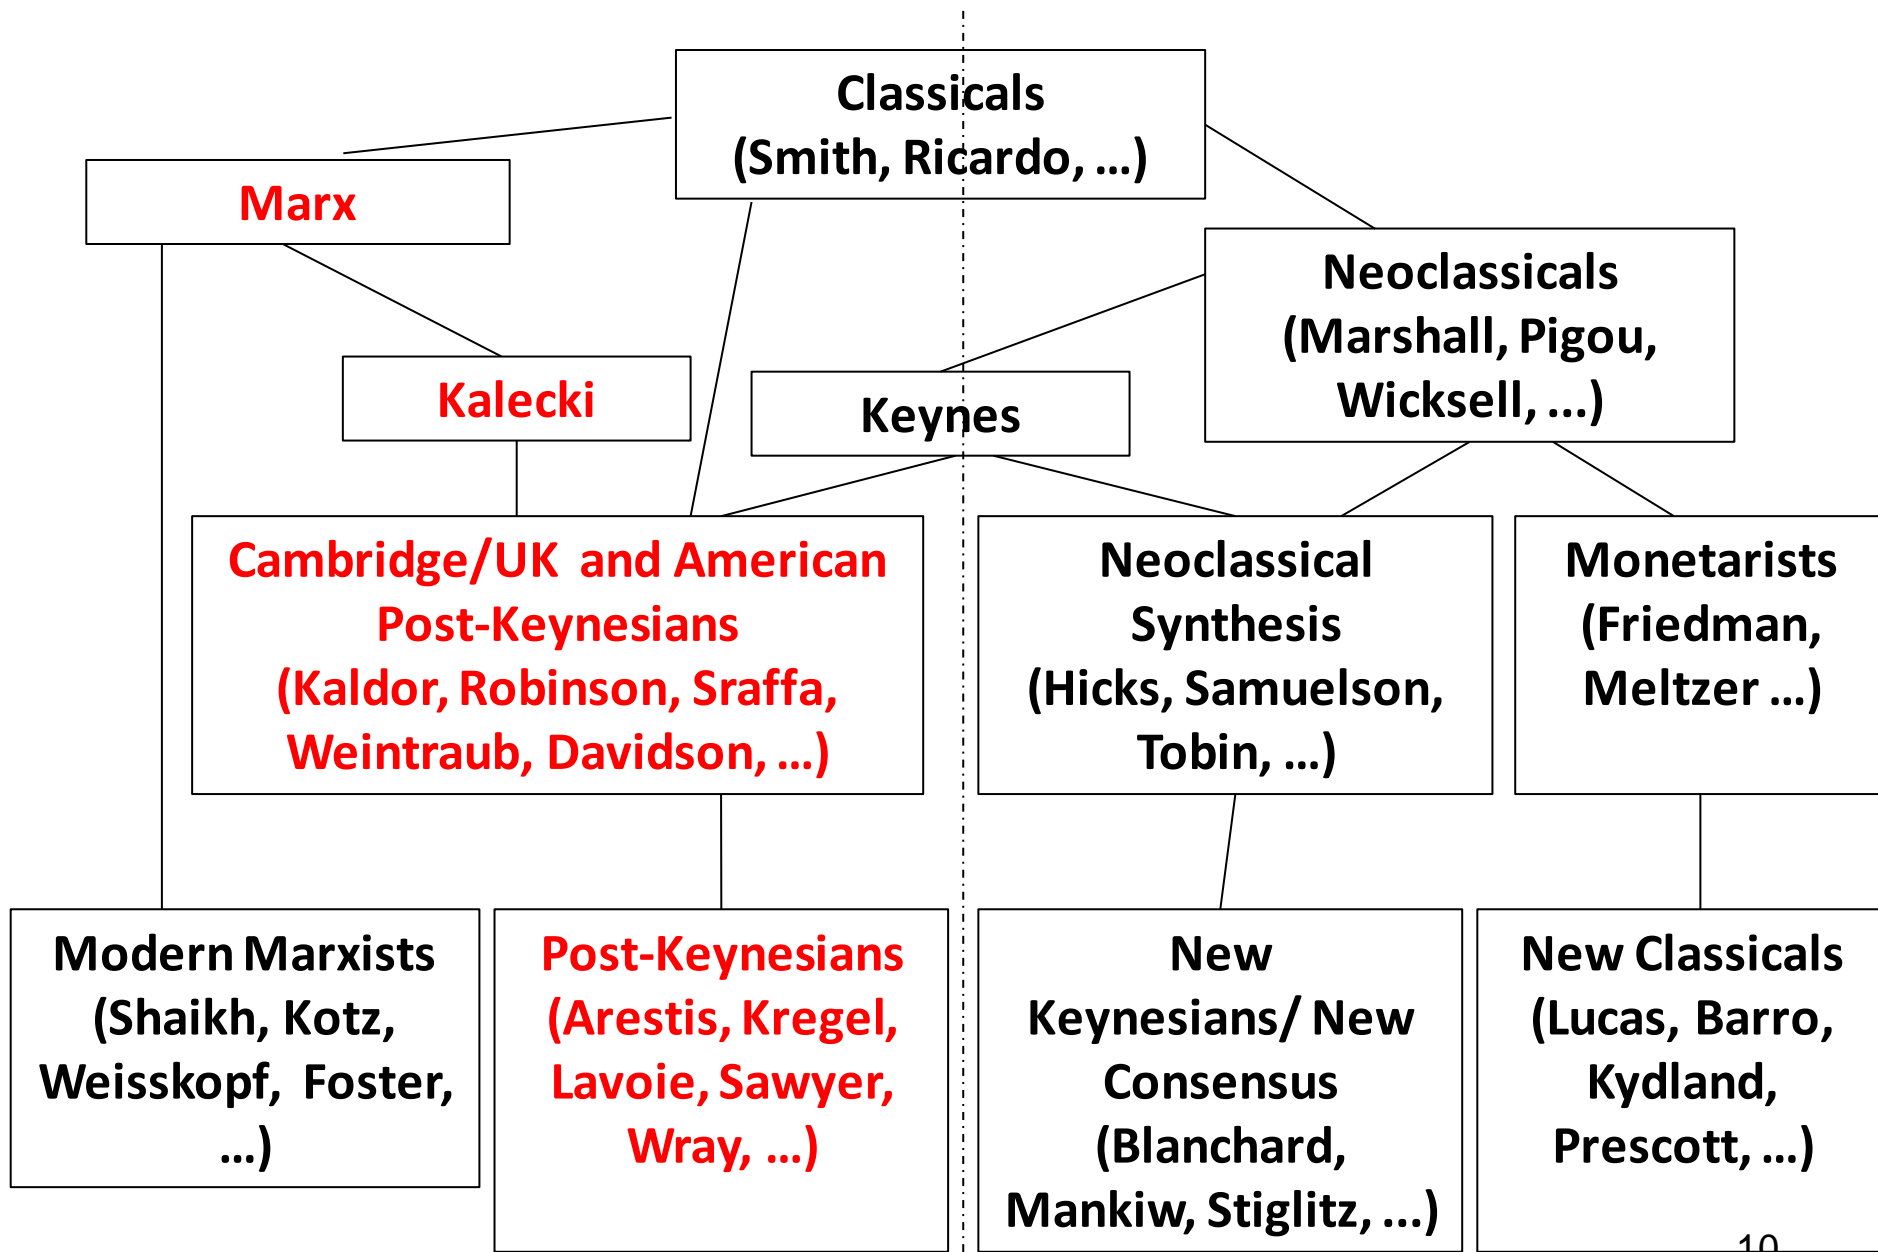 Classicals
(Smith, Ricardo, ...)
Marx
Neoclassicals
(Marshall, Pigou,
Wicksell, ...)
Kalecki
Keynes
Cambridge/UK and American
Post-Keynesians
(Kaldor, Robinson, Sraffa,
Weintraub, Davidson, ...)
Neoclassical
Synthesis
(Hicks, Samuelson,
Tobin, ...)
Monetarists
(Friedman,
Meltzer ...)
Modern Marxists
(Shaikh, Kotz,
Weisskopf, Foster,
...)
Post-Keynesians
(Arestis, Kregel,
Lavoie, Sawyer,
Wray, ...)
New
Keynesians/ New
Consensus
(Blanchard,
Mankiw, Stiglitz, ...)
New Classicals
(Lucas, Barro,
Kydland,
Prescott, ...)
10